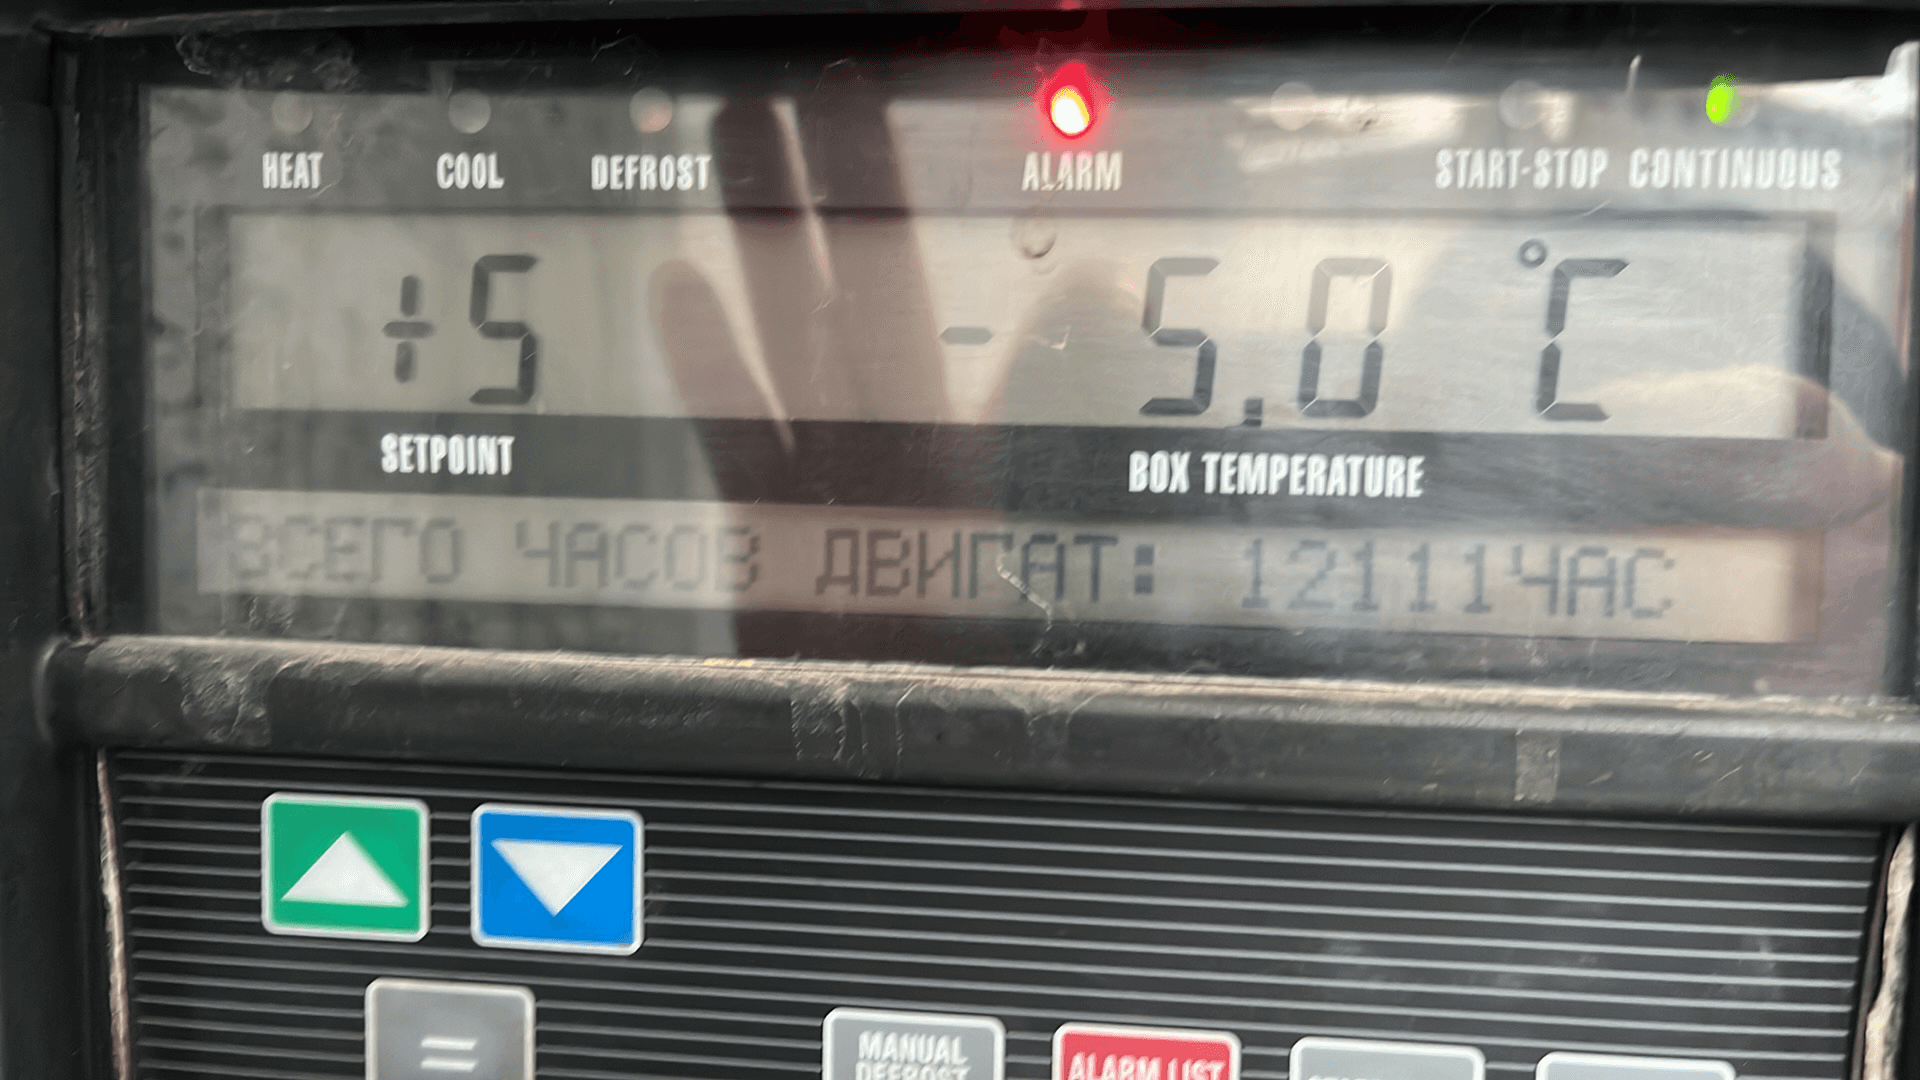 HEAT COOL DEFROST ALARM START-STOP CONTINUOUS
+5 - 5.0 °C
SETPOINT BOX TEMPERATURE
ВСЕГО ЧАСОВ ДВИГАТ: 12111ЧАС
=
MANUAL
DEFROST
ALARM LIST